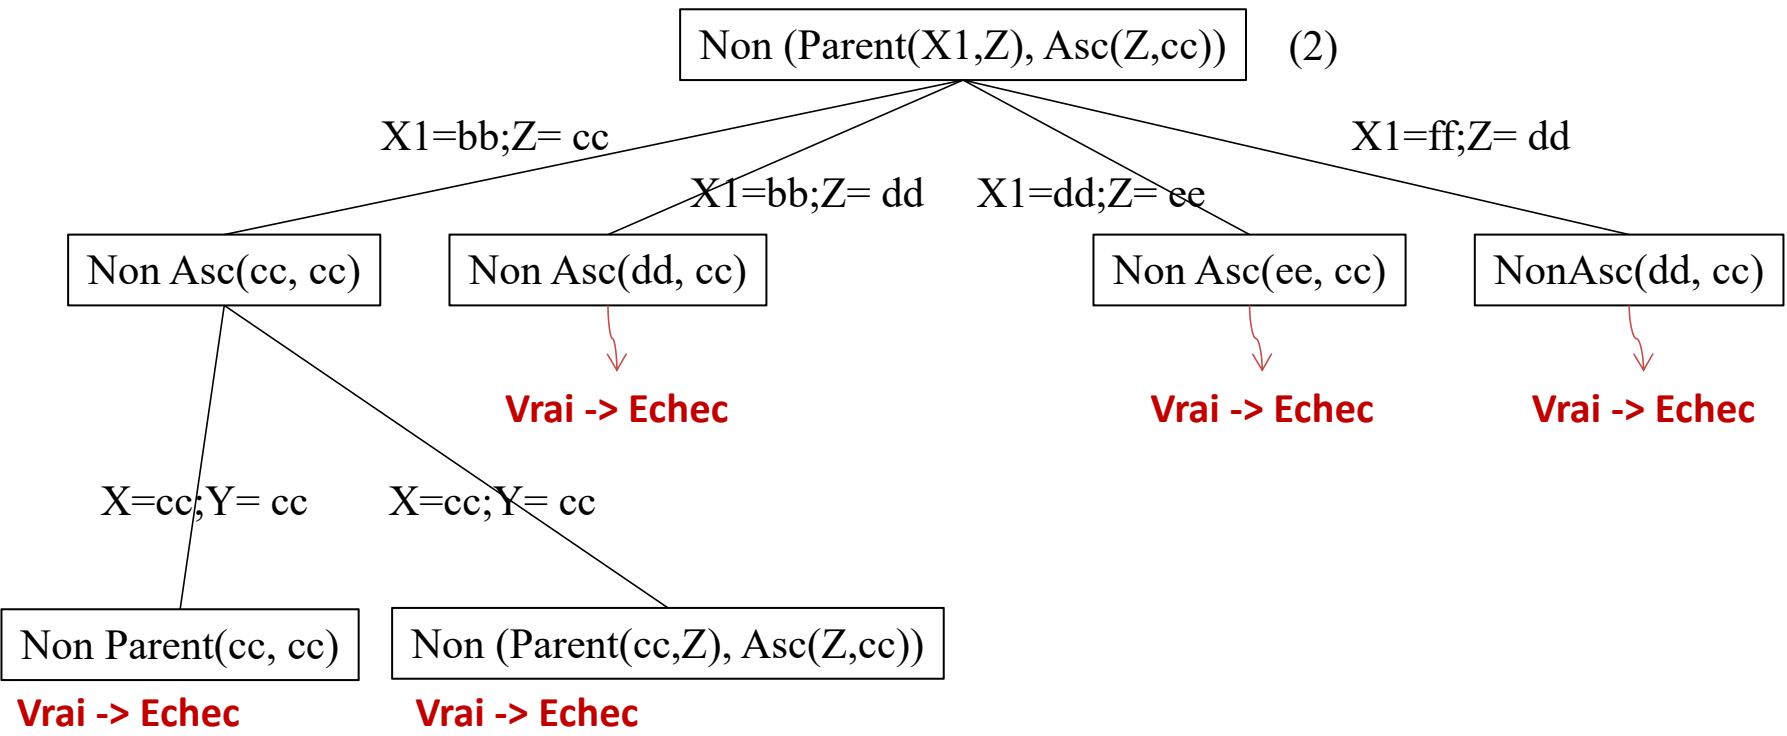 Non (Parent(X1,Z), Asc(Z,cc)) (2)
X1=bb;Z= cc
X1=ff;Z= dd
X1=bb;Z= dd
X1=dd;Z= ee
Non Asc(cc, cc)
Non Asc(dd, cc)
Non Asc(ee, cc)
NonAsc(dd, cc)
Vrai -> Echec
Vrai -> Echec
Vrai -> Echec
X=cc;Y= cc
X=cc;Y= cc
Non Parent(cc, cc)
Non (Parent(cc,Z), Asc(Z,cc))
Vrai -> Echec
Vrai -> Echec